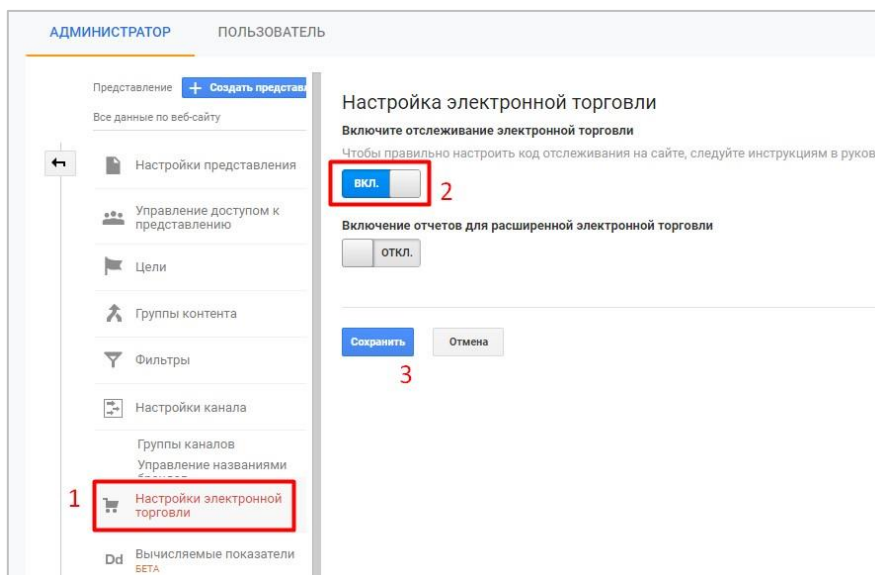 АДМИНИСТРАТОР ПОЛЬЗОВАТЕЛЬ
Представление + Создать
Все данные по веб-сайту
Настройки представления
Управление доступом к
представлению
Цели
Группы контента
Фильтры
Настройки канала
Группы каналов
Управление названиями
1
Настройки электронной
торговли
Dd Вычисляемые показатели
БЕТА
Настройка электронной торговли
Включите отслеживание электронной торговли
Чтобы правильно настроить код отслеживания на сайте, следуйте инструкциям в руков
ВКЛ. 2
Включение отчетов для расширенной электронной торговли
ОТКЛ.
Сохранить Отмена
3